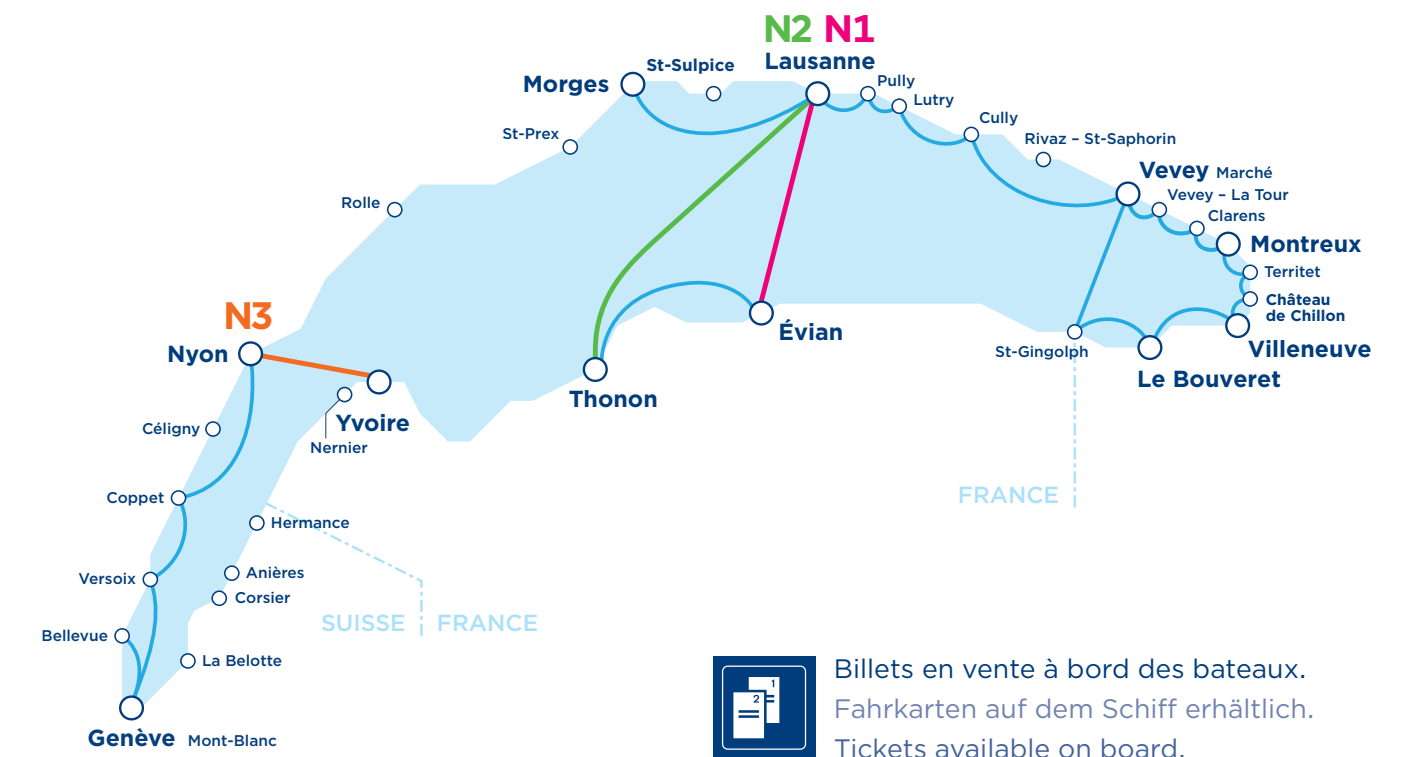 N2 N1
Lausanne
St-Sulpice
Morges
Pully
Lutry
Cully
St-Prex
Rivaz – St-Saphorin
Vevey Marché
Vevey – La Tour
Rolle
Clarens
Montreux
Territet
Château
de Chillon
N3
Évian
Nyon
St-Gingolph
Villeneuve
Le Bouveret
Thonon
Yvoire
Céligny
Nernier
Coppet
FRANCE
Hermance
Anières
Versoix
Corsier
SUISSE
FRANCE
Bellevue
La Belotte
Genève Mont-Blanc
1
2
Billets en vente à bord des bateaux.
Fahrkarten auf dem Schiff erhältlich.
Tickets available on board.